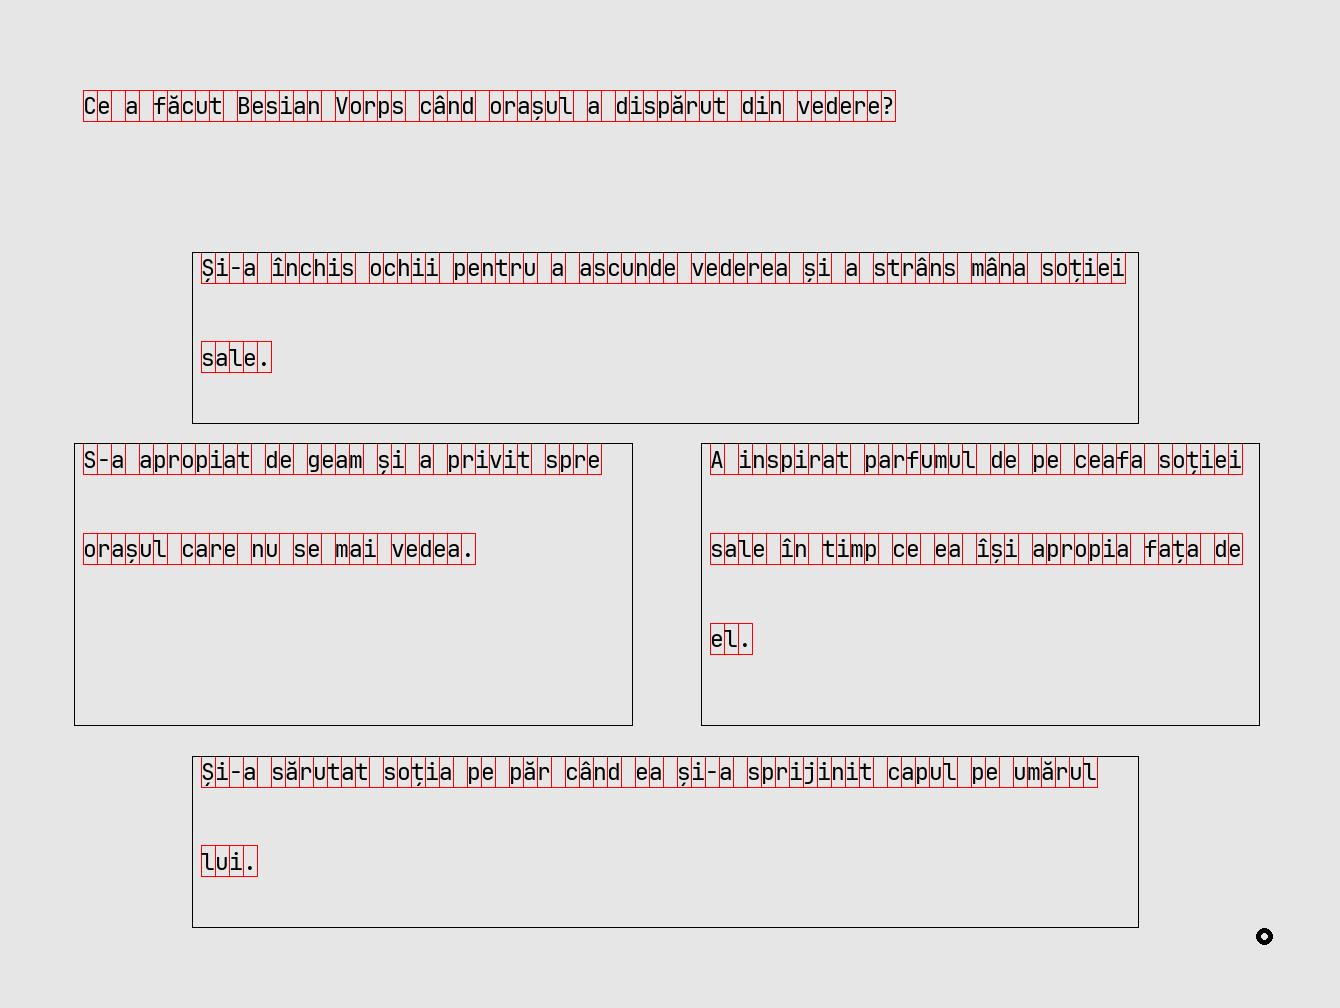 Ce a făcut Besian Vorps când orașul a dispărut din vedere?
Și-a închis ochii pentru a ascunde vederea și a strâns mâna soției
sale.
S-a apropiat de geam și a privit spre
orașul care nu se mai vedea.
A inspirat parfumul de pe ceafa soției
sale în timp ce ea își apropia fața de
el.
Și-a sărutat soția pe păr când ea și-a sprijinit capul pe umărul
lui.